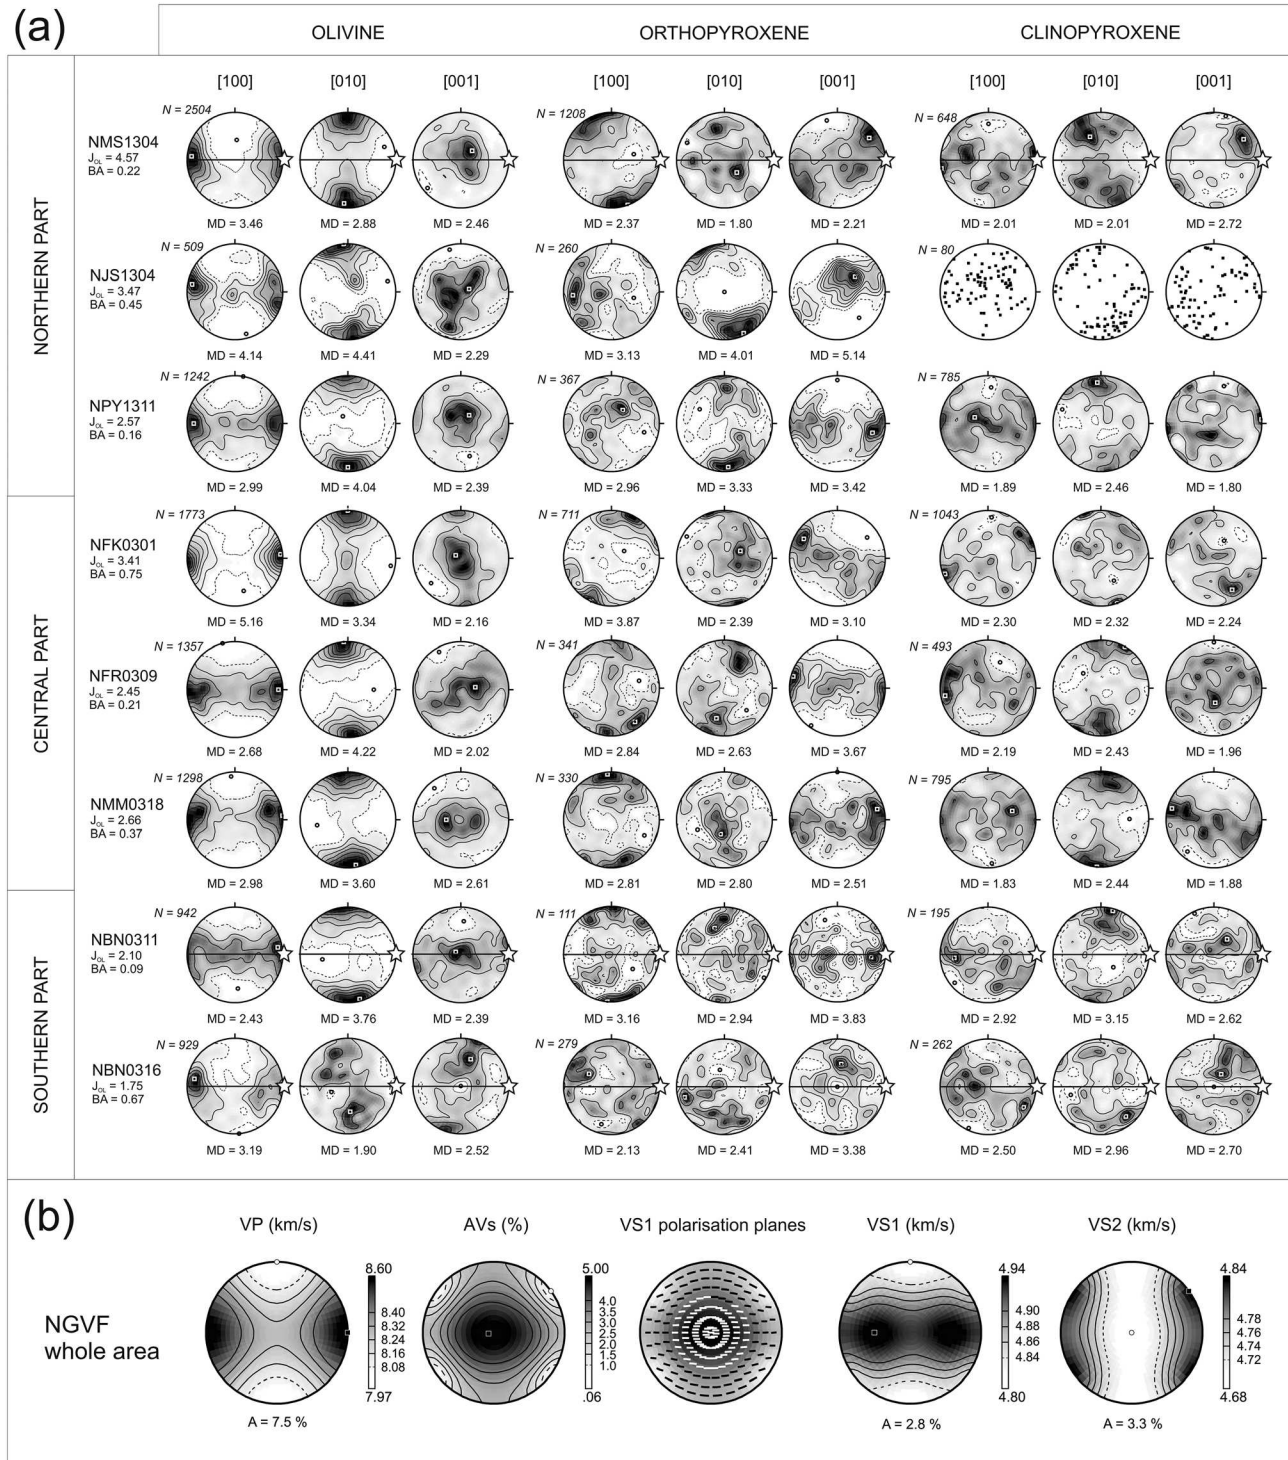 (a)
OLIVINE ORTHOPYROXENE CLINOPYROXENE
[100] [010] [001] [100] [010] [001] [100] [010] [001]
NORTHERN PART
N = 2504 N = 1208 N = 648
NMS1304
JOL = 4.57
BA = 0.22
MD = 3.46 MD = 2.88 MD = 2.46 MD = 2.37 MD = 1.80 MD = 2.21 MD = 2.01 MD = 2.01 MD = 2.72
N = 509 N = 260 N = 80
NJS1304
JOL = 3.47
BA = 0.45
MD = 4.14 MD = 4.41 MD = 2.29 MD = 3.13 MD = 4.01 MD = 5.14
N = 1242 N = 367 N = 785
NPY1311
JOL = 2.57
BA = 0.16
MD = 2.99 MD = 4.04 MD = 2.39 MD = 2.96 MD = 3.33 MD = 3.42 MD = 1.89 MD = 2.46 MD = 1.80
CENTRAL PART
N = 1773 N = 711 N = 1043
NFK0301
JOL = 3.41
BA = 0.75
MD = 5.16 MD = 3.34 MD = 2.16 MD = 3.87 MD = 2.39 MD = 3.10 MD = 2.30 MD = 2.32 MD = 2.24
N = 1357 N = 341 N = 493
NFR0309
JOL = 2.45
BA = 0.21
MD = 2.68 MD = 4.22 MD = 2.02 MD = 2.84 MD = 2.63 MD = 3.67 MD = 2.19 MD = 2.43 MD = 1.96
N = 1298 N = 330 N = 795
NMM0318
JOL = 2.66
BA = 0.37
MD = 2.98 MD = 3.60 MD = 2.61 MD = 2.81 MD = 2.80 MD = 2.51 MD = 1.83 MD = 2.44 MD = 1.88
SOUTHERN PART
N = 942 N = 111 N = 195
NBN0311
JOL = 2.10
BA = 0.09
MD = 2.43 MD = 3.76 MD = 2.39 MD = 3.16 MD = 2.94 MD = 3.83 MD = 2.92 MD = 3.15 MD = 2.62
N = 929 N = 279 N = 262
NBN0316
JOL = 1.75
BA = 0.67
MD = 3.19 MD = 1.90 MD = 2.52 MD = 2.13 MD = 2.41 MD = 3.38 MD = 2.50 MD = 2.96 MD = 2.70
(b)
VP (km/s) AVs (%) VS1 polarisation planes VS1 (km/s) VS2 (km/s)
NGVF
whole area
8.60
8.40
8.32
8.24
8.16
8.08
7.97
A = 7.5 %
5.00
4.0
3.5
3.0
2.5
2.0
1.5
1.0
.06
4.94
4.90
4.88
4.86
4.84
4.80
A = 2.8 %
4.84
4.78
4.76
4.74
4.72
4.68
A = 3.3 %